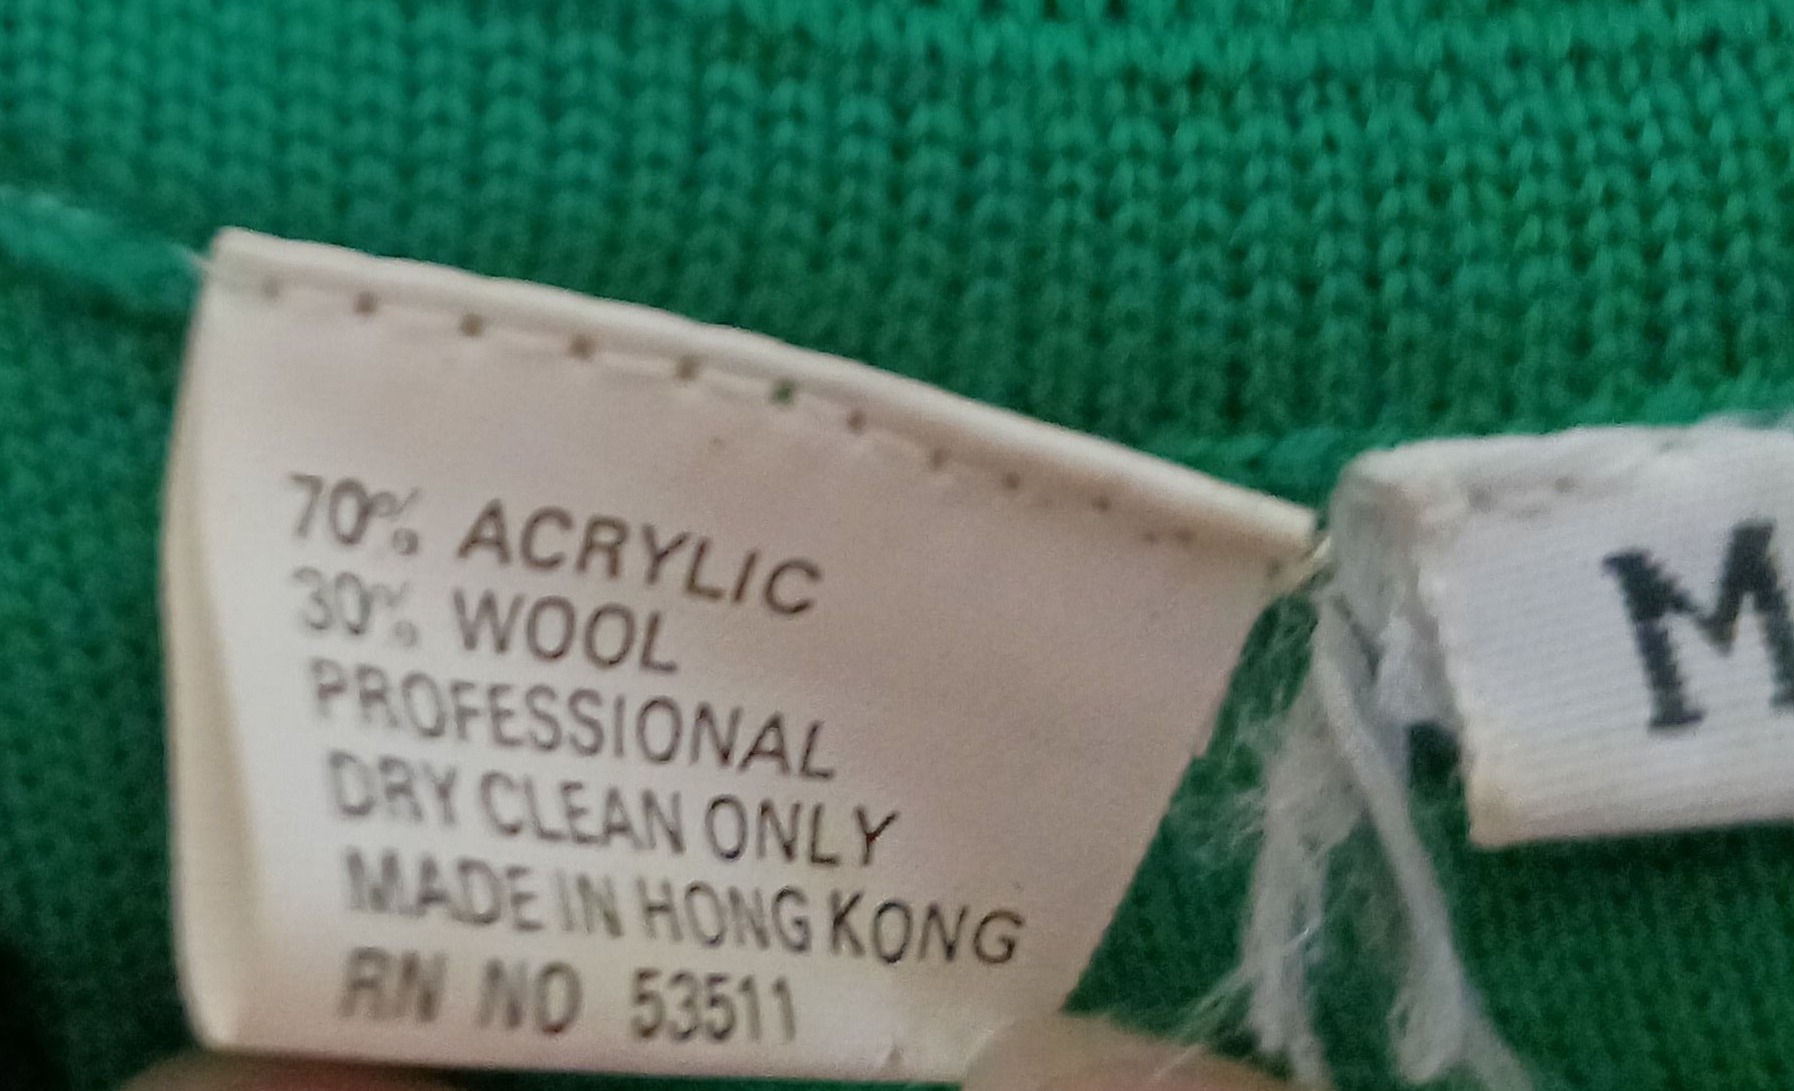 70% ACRYLIC
30% WOOL
PROFESSIONAL
DRY CLEAN ONLY
MADE IN HONG KONG
RN NO 53511
M